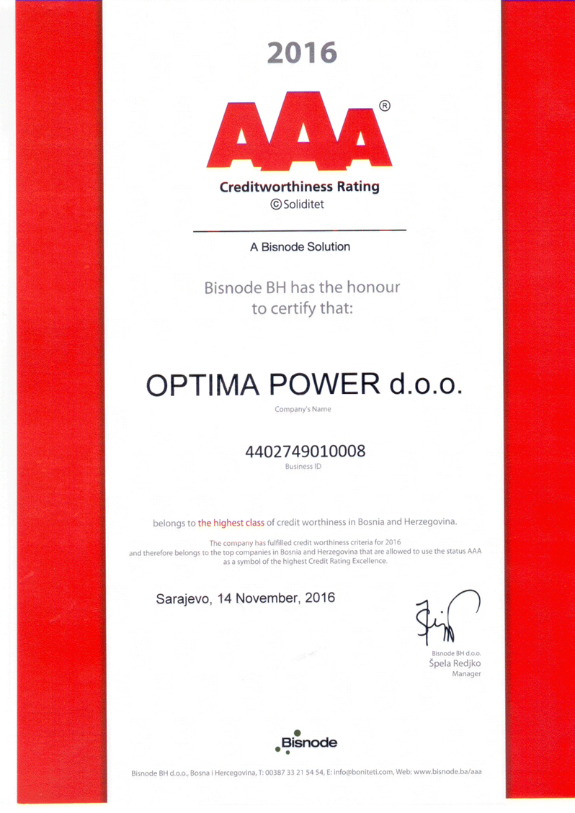 2016
AAA®
Creditworthiness Rating
©Soliditet
A Bisnode Solution
Bisnode BH has the honour
to certify that:
OPTIMA POWER d.o.o.
Company's Name
4402749010008
Business ID
belongs to the highest class of credit worthiness in Bosnia and Herzegovina.
The company has fulfilled credit worthiness criteria for 2016
and therefore belongs to the top companies in Bosnia and Herzegovina that are allowed to use the status AAA
as a symbol of the highest Credit Rating Excellence.
Sarajevo, 14 November, 2016
Bisnode BH d.o.o.
Špela Redjko
Manager
Bisnode
Bisnode BH d.o.o., Bosna i Hercegovina, T: 00387 33 21 54 54, E: info@boniteti.com, Web: www.bisnode.ba/aaa